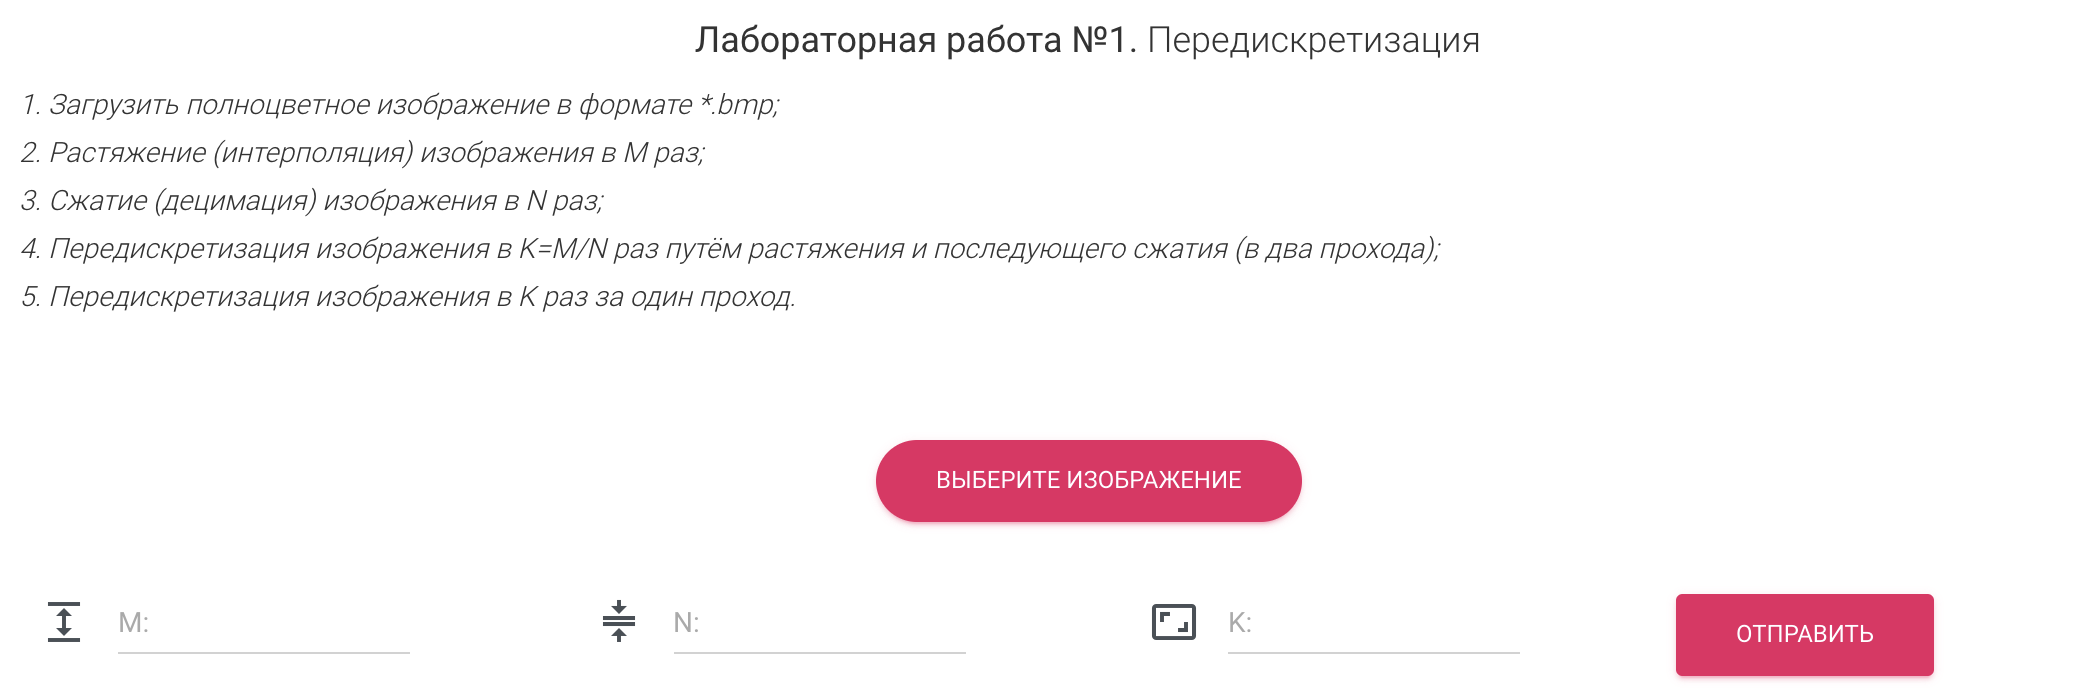 Лабораторная работа №1. Передискретизация
1. Загрузить полноцветное изображение в формате *.bmp;
2. Растяжение (интерполяция) изображения в M раз;
3. Сжатие (децимация) изображения в N раз;
4. Передискретизация изображения в K=M/N раз путём растяжения и последующего сжатия (в два прохода);
5. Передискретизация изображения в K раз за один проход.
ВЫБЕРИТЕ ИЗОБРАЖЕНИЕ
M: N: K: ОТПРАВИТЬ